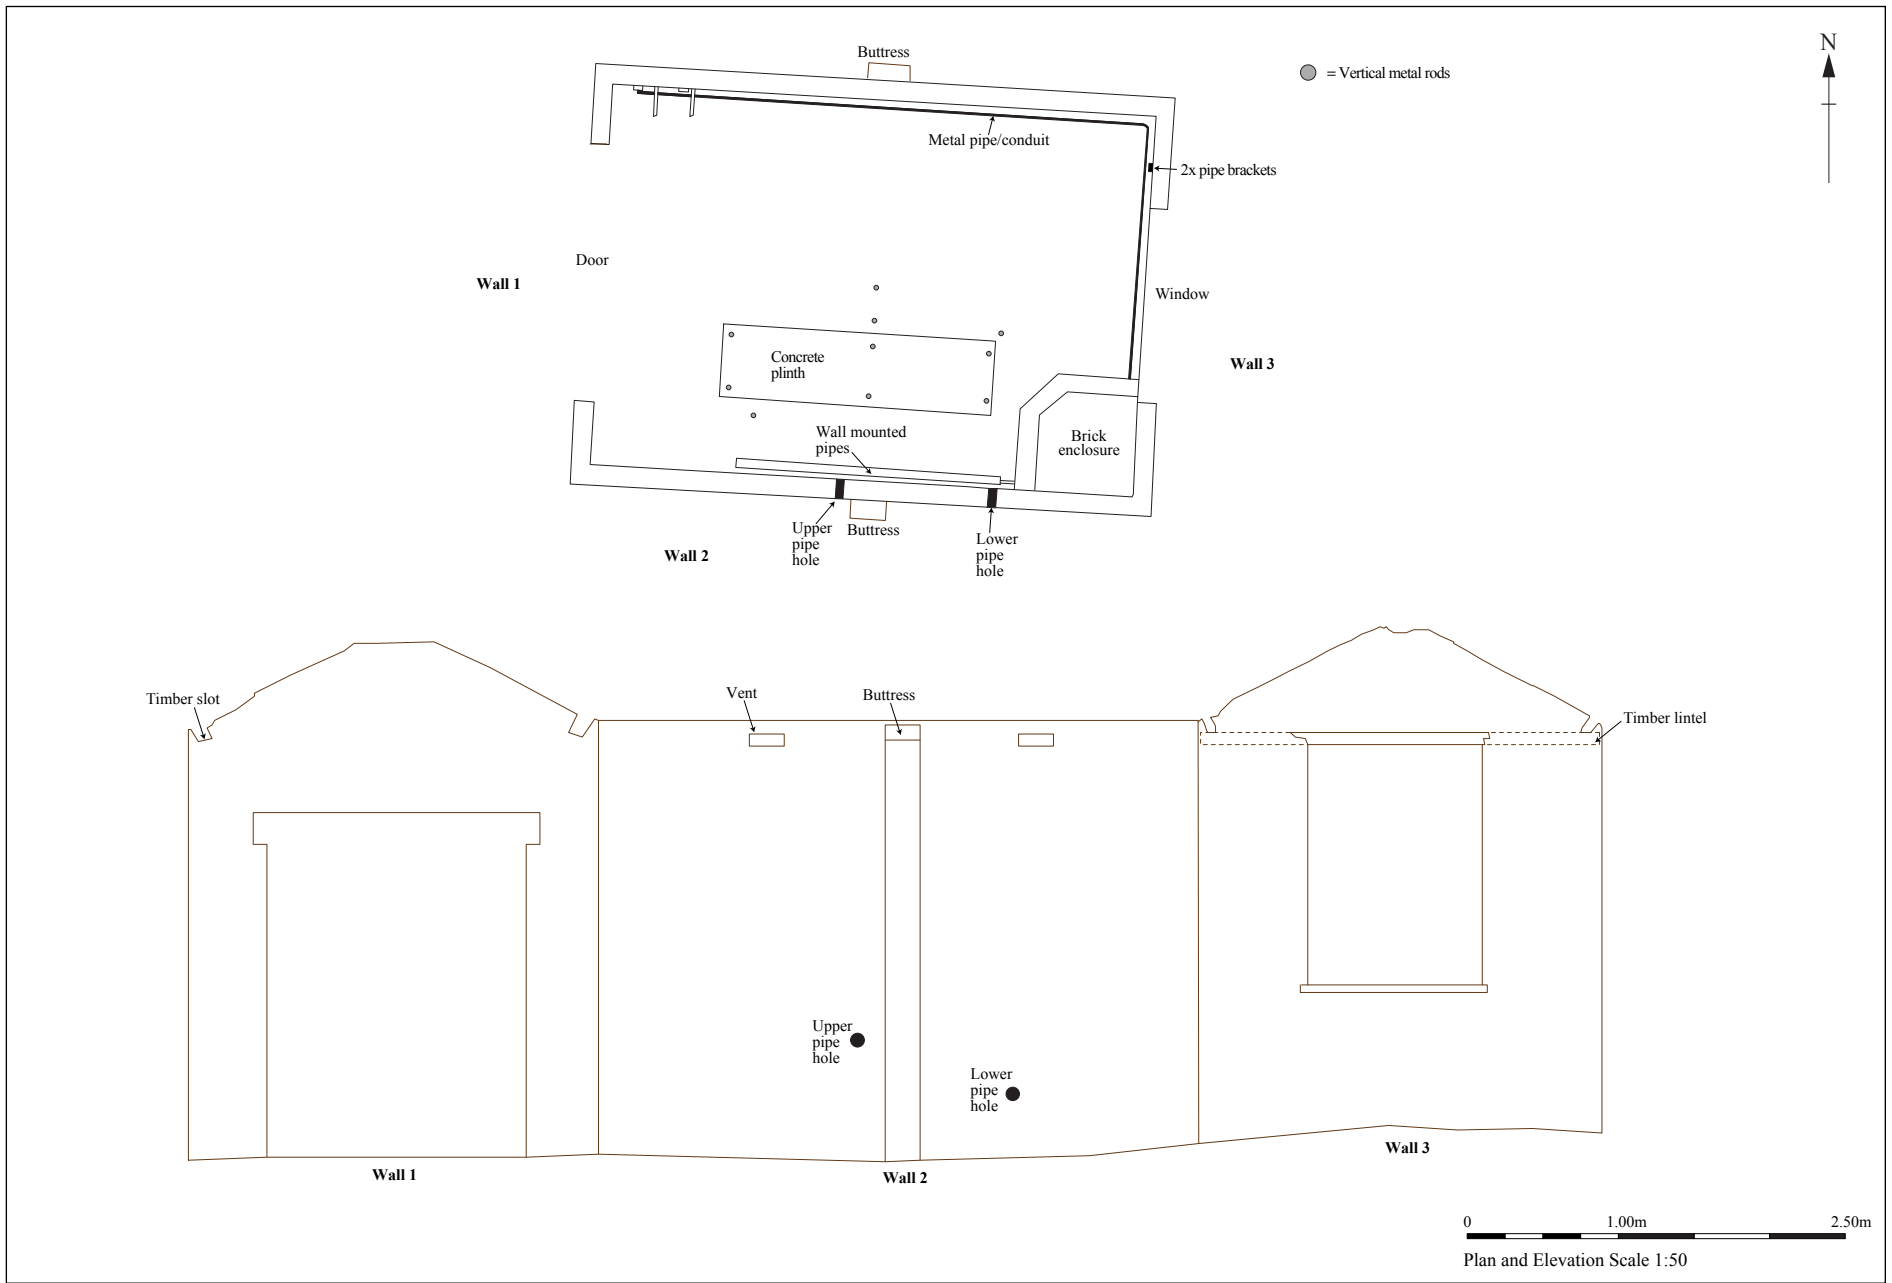 Buttress
N
= Vertical metal rods
Metal pipe/conduit
2x pipe brackets
Door
Wall 1
Window
Concrete
plinth
Wall 3
Wall mounted
pipes
Brick
enclosure
Upper
pipe
hole
Buttress
Lower
pipe
hole
Wall 2
Timber slot
Vent
Buttress
Timber lintel
Upper
pipe
hole
Lower
pipe
hole
Wall 1
Wall 2
Wall 3
0 1.00m 2.50m
Plan and Elevation Scale 1:50